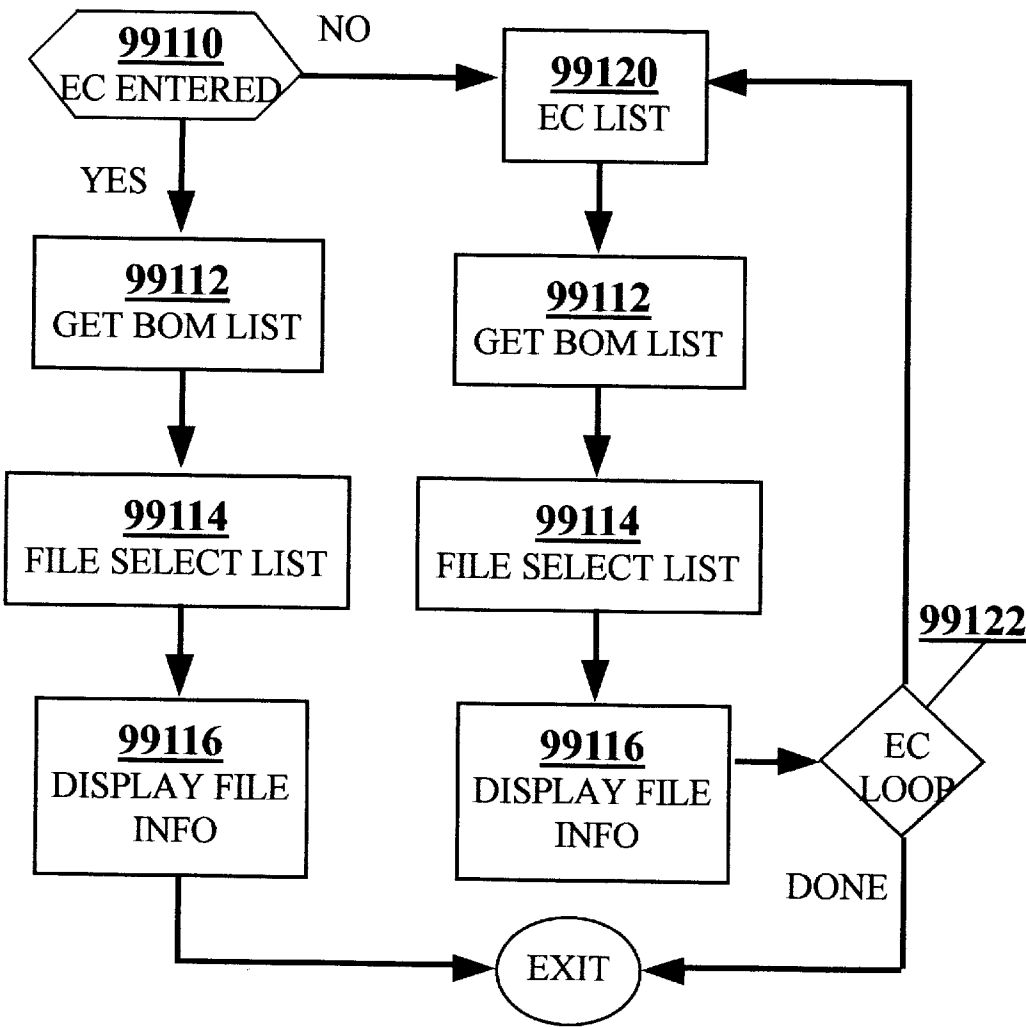 99110
EC ENTERED
NO
YES
99120
EC LIST
99112
GET BOM LIST
99112
GET BOM LIST
99114
FILE SELECT LIST
99114
FILE SELECT LIST
99116
DISPLAY FILE
INFO
99116
DISPLAY FILE
INFO
99122
EC
LOOP
DONE
EXIT